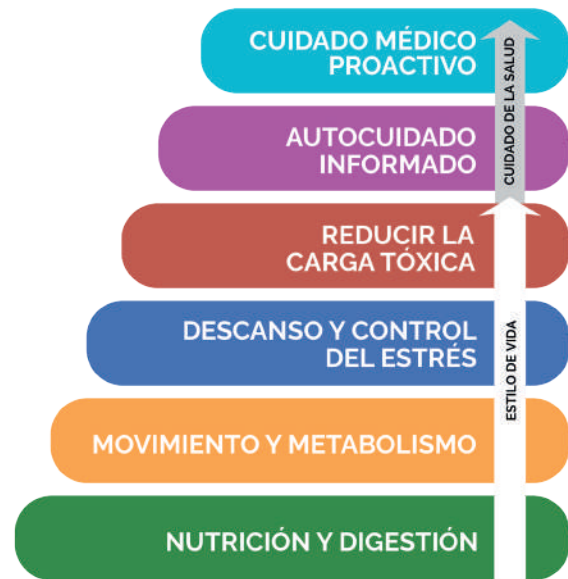 CUIDADO MÉDICO
PROACTIVO
AUTOCUIDADO
INFORMADO
CUIDADO DE LA SALUD
REDUCIR LA
CARGA TÓXICA
DESCANSO Y CONTROL
DEL ESTRÉS
ESTILO DE VIDA
MOVIMIENTO Y METABOLISMO
NUTRICIÓN Y DIGESTIÓN